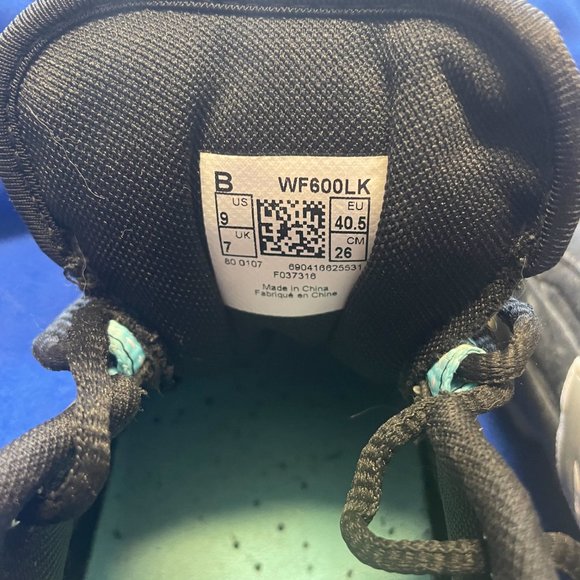 B WF600LK
US EU
9 40.5
UK CM
7 26
80 0107 690416625531
F037316
Made in China
Fabriqué en Chine